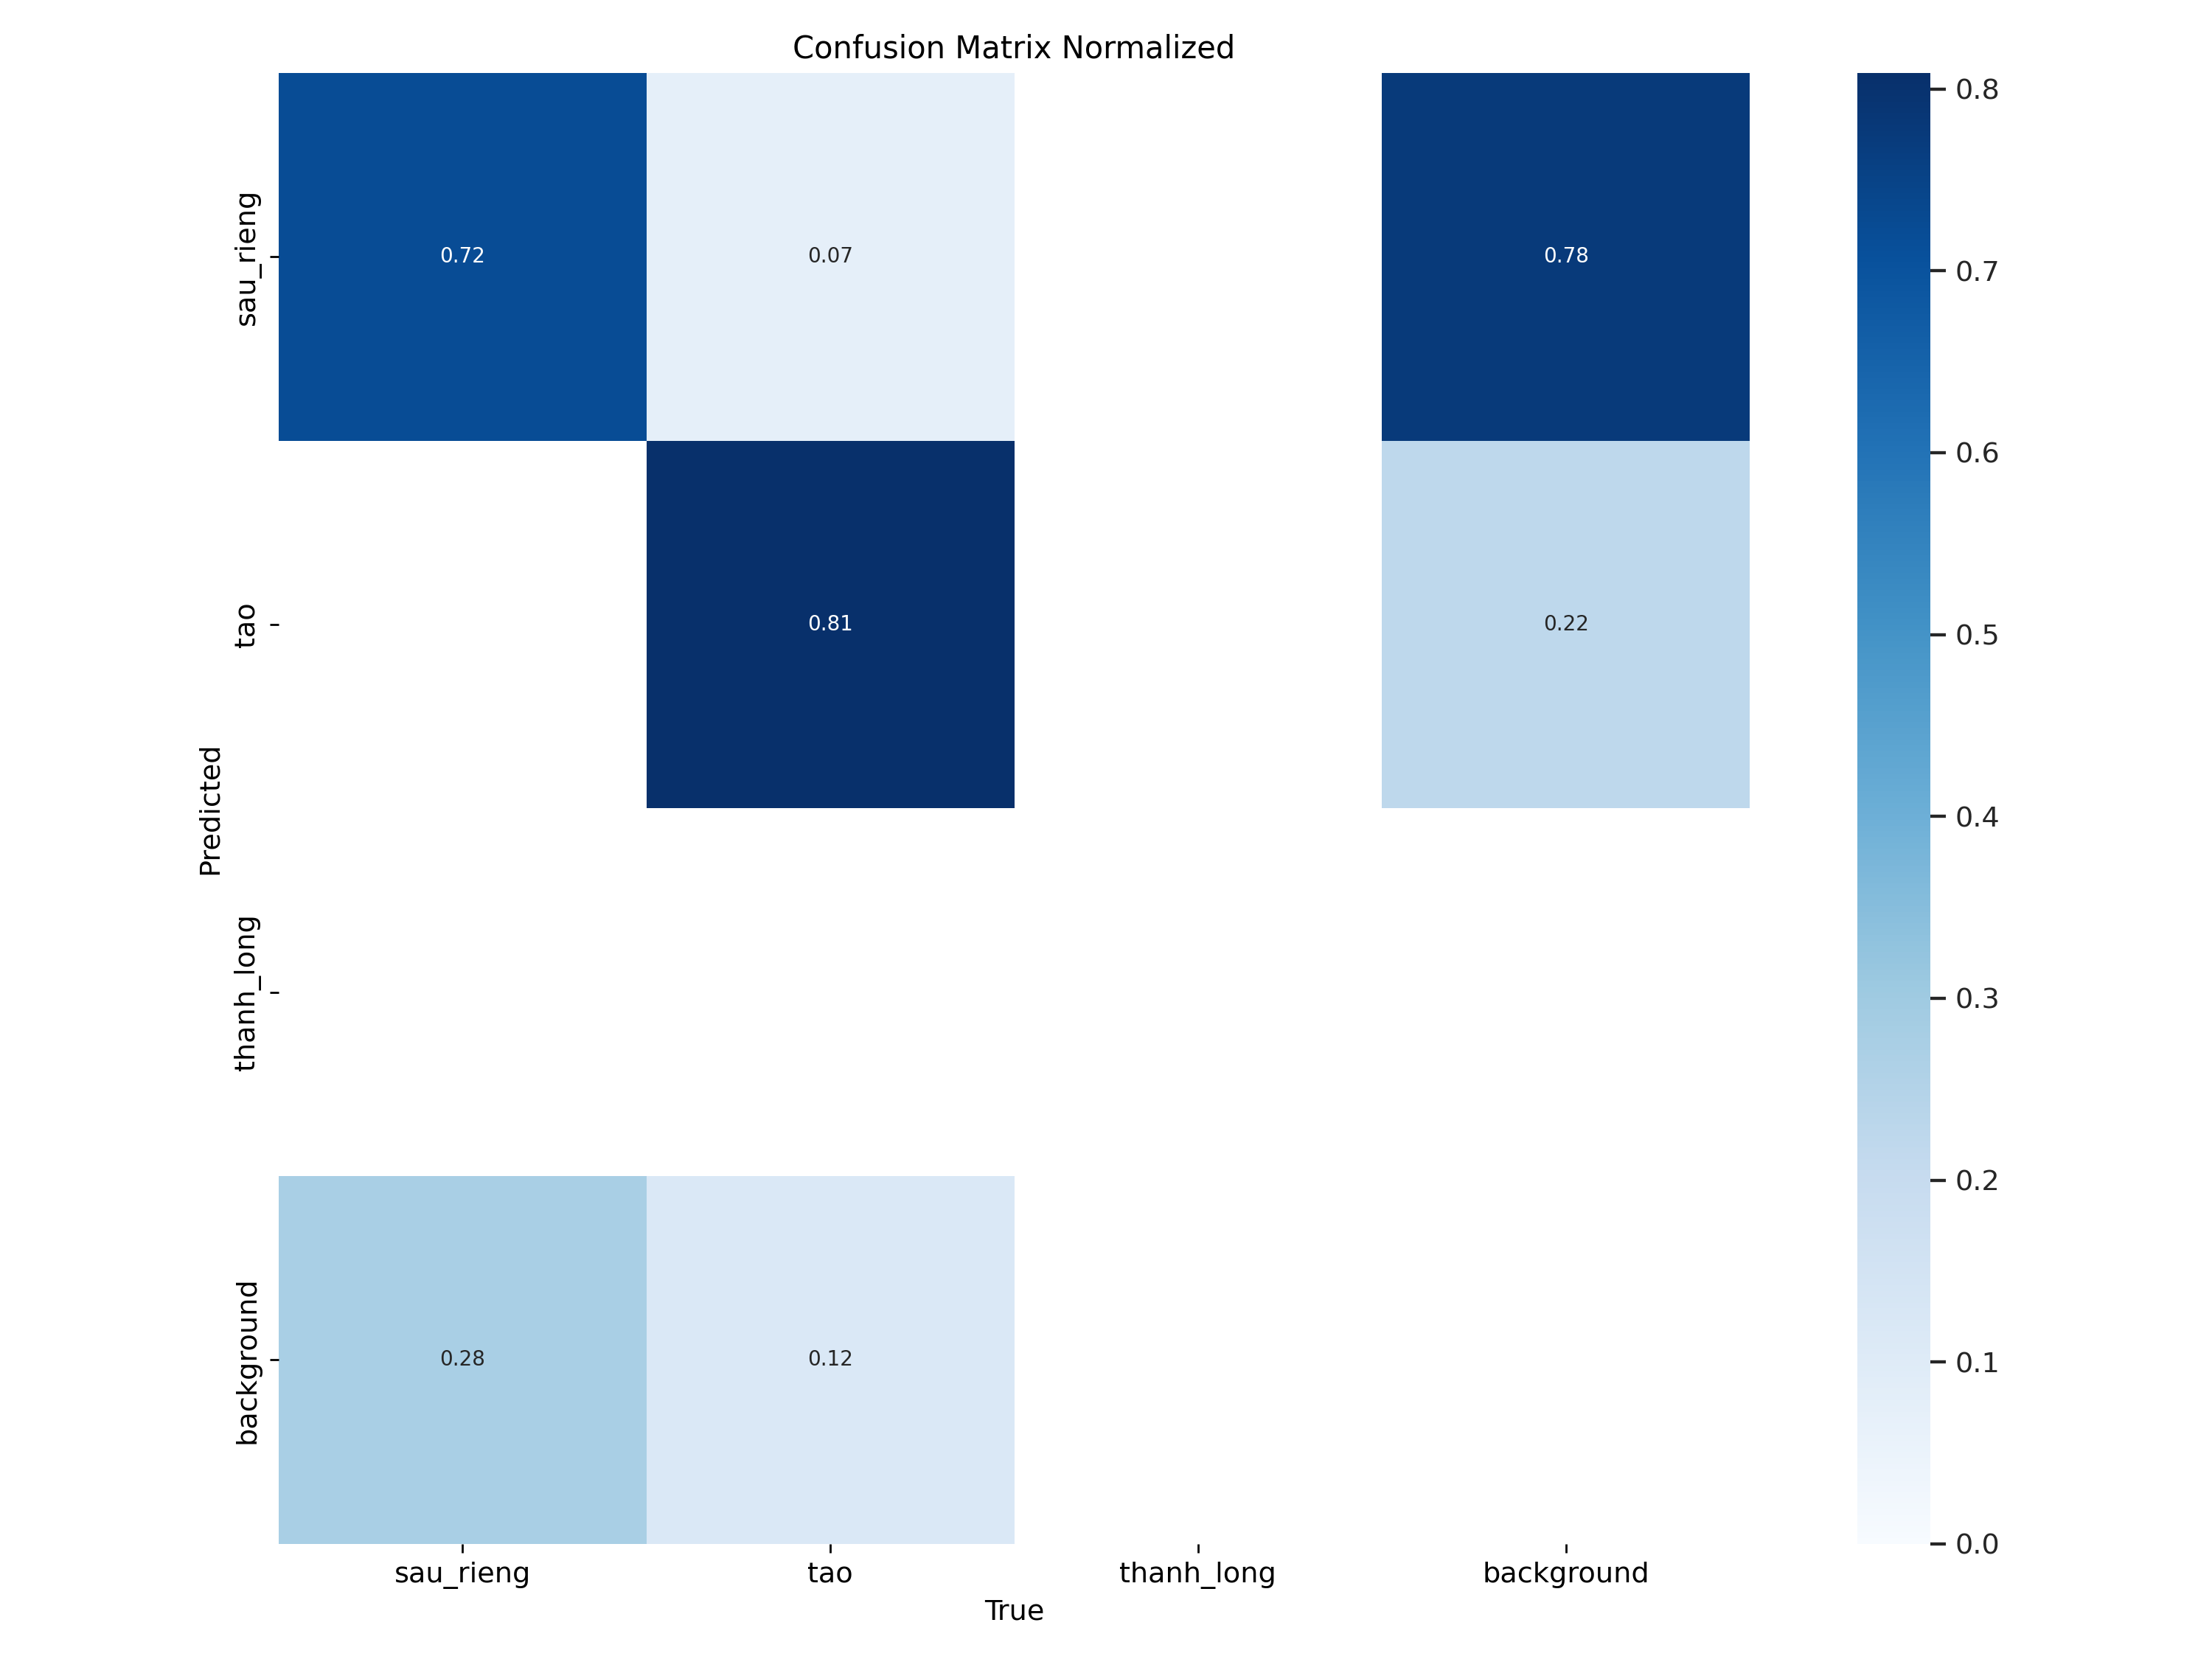 Confusion Matrix Normalized
sau_rieng
0.72
0.07
0.78
tao
0.81
0.22
thanh_long
background
0.28
0.12
Predicted
sau_rieng
tao
thanh_long
background
True
0.8
0.7
0.6
0.5
0.4
0.3
0.2
0.1
0.0